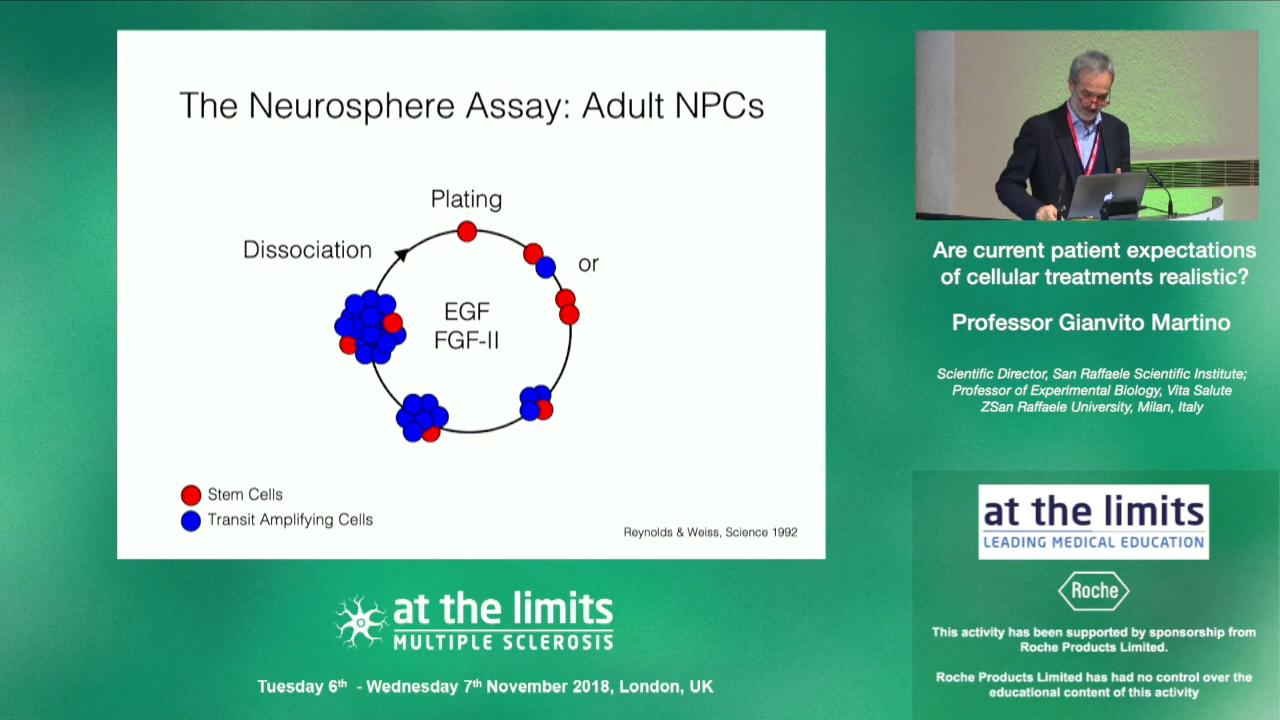 The Neurosphere Assay: Adult NPCs
Plating
Dissociation
or
EGF
FGF-II
Stem Cells
Transit Amplifying Cells
Reynolds & Weiss, Science 1992
at the limits
MULTIPLE SCLEROSIS
Tuesday 6th - Wednesday 7th November 2018, London, UK
Are current patient expectations
of cellular treatments realistic?
Professor Gianvito Martino
Scientific Director, San Raffaele Scientific Institute;
Professor of Experimental Biology, Vita Salute
ZSan Raffaele University, Milan, Italy
at the limits
LEADING MEDICAL EDUCATION
Roche
This activity has been supported by sponsorship from
Roche Products Limited.
Roche Products Limited has had no control over the
educational content of this activity